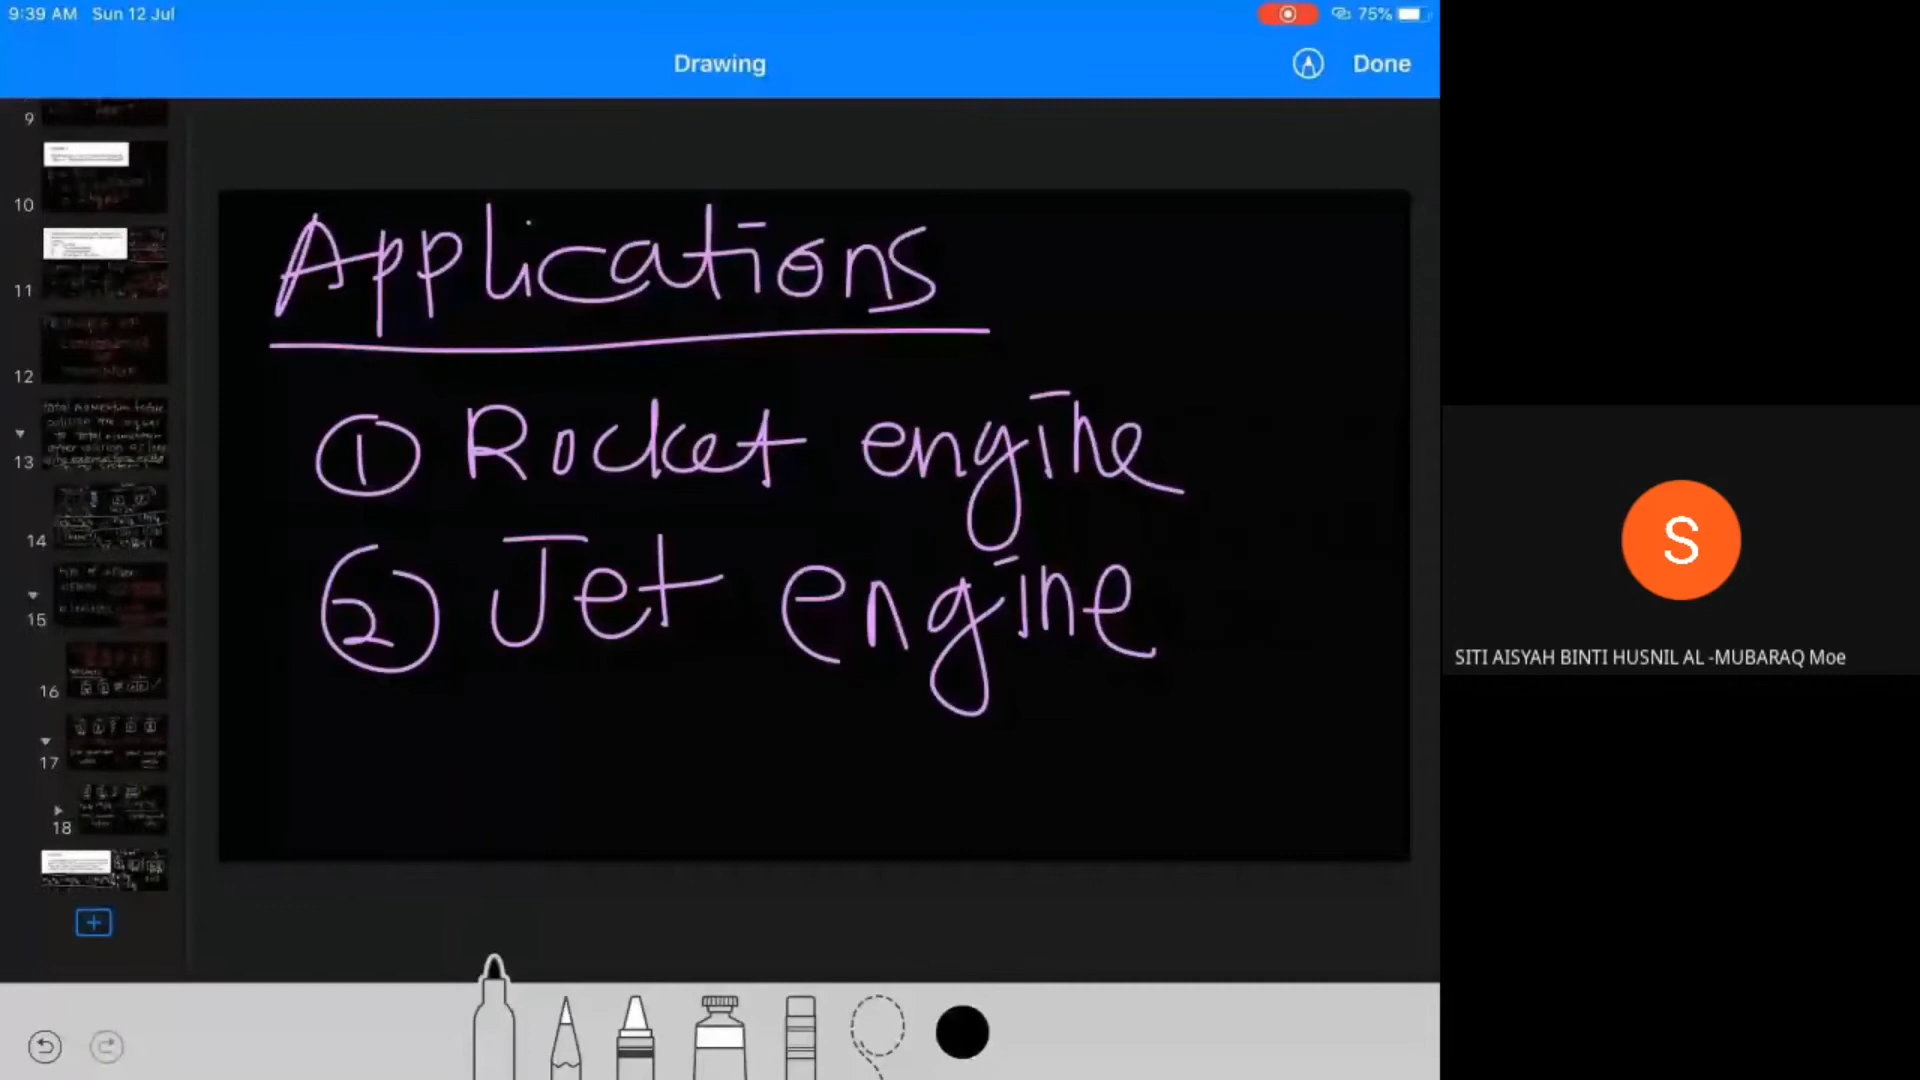 9:39 AM Sun 12 Jul
75%
Drawing
Done
9
10
11
12
13
14
15
16
17
18
Applications
① Rocket engine
② Jet engine
S
SITI AISYAH BINTI HUSNIL AL -MUBARAQ Moe